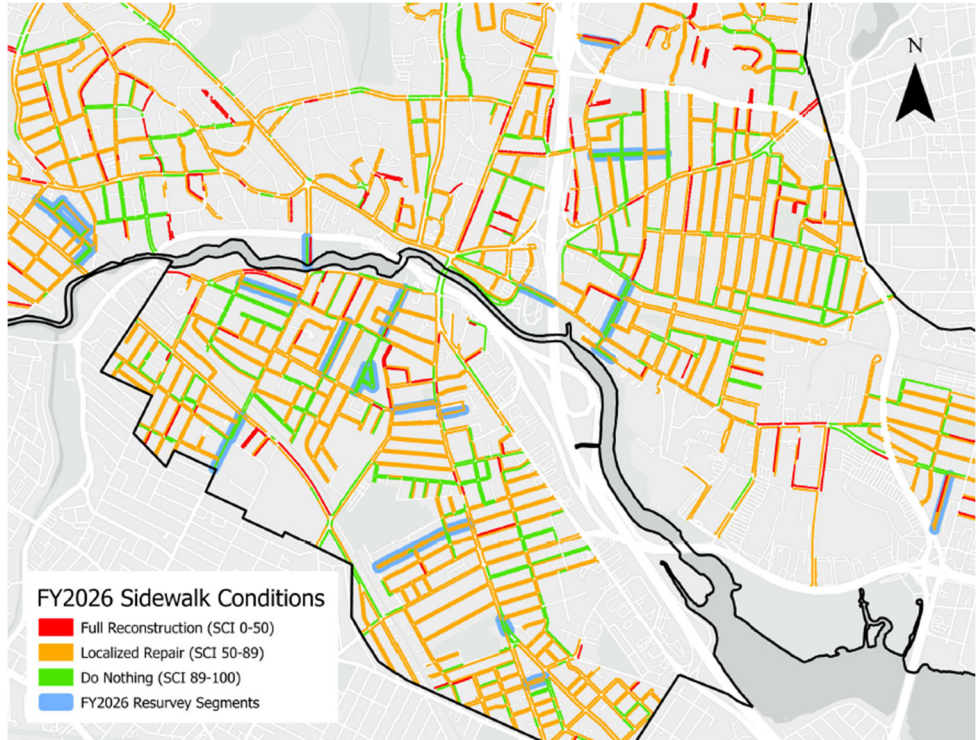 N
FY2026 Sidewalk Conditions
Full Reconstruction (SCI 0-50)
Localized Repair (SCI 50-89)
Do Nothing (SCI 89-100)
FY2026 Resurvey Segments